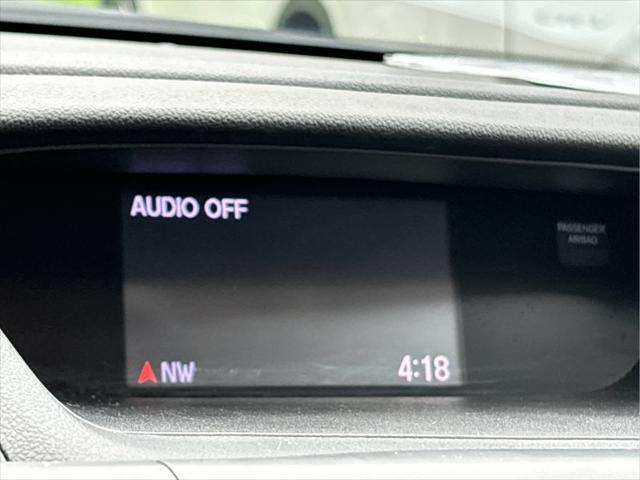 AUDIO OFF
PASSENGER
AIRBAG
NW 4:18